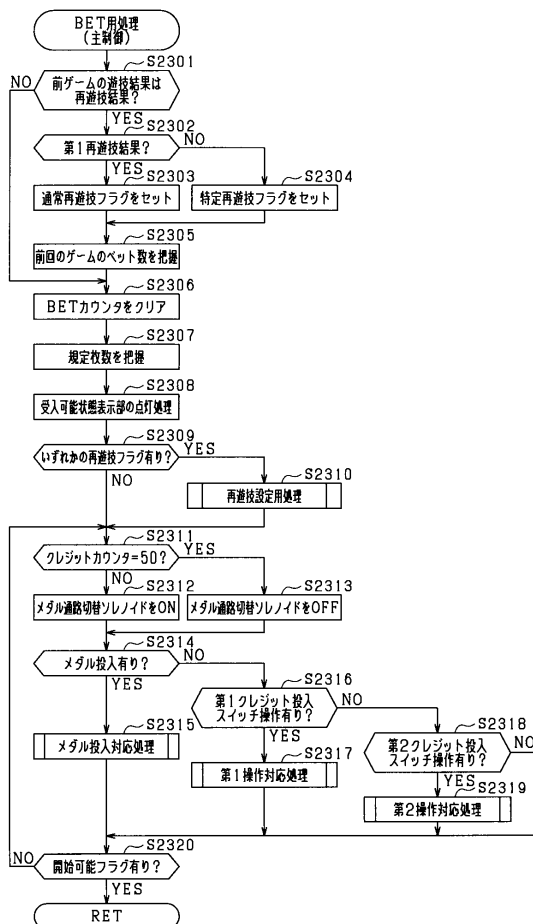 BET用処理
(主制御)
S2301
NO
前ゲームの遊技結果は
再遊技結果?
YES
S2302
第1再遊技結果?
NO
YES
S2303
S2304
通常再遊技フラグをセット
特定再遊技フラグをセット
S2305
前回のゲームのベット数を把握
S2306
BETカウンタをクリア
S2307
規定枚数を把握
S2308
受入可能状態表示部の点灯処理
S2309
いずれかの再遊技フラグ有り?
YES
NO
S2310
再遊技設定用処理
S2311
クレジットカウンタ=50?
YES
NO
S2312
S2313
メダル通路切替ソレノイドをON
メダル通路切替ソレノイドをOFF
S2314
メダル投入有り?
NO
YES
S2316
第1クレジット投入
スイッチ操作有り?
NO
YES
S2318
第2クレジット投入
スイッチ操作有り?
NO
YES
S2315
メダル投入対応処理
S2317
第1操作対応処理
S2319
第2操作対応処理
S2320
NO
開始可能フラグ有り?
YES
RET